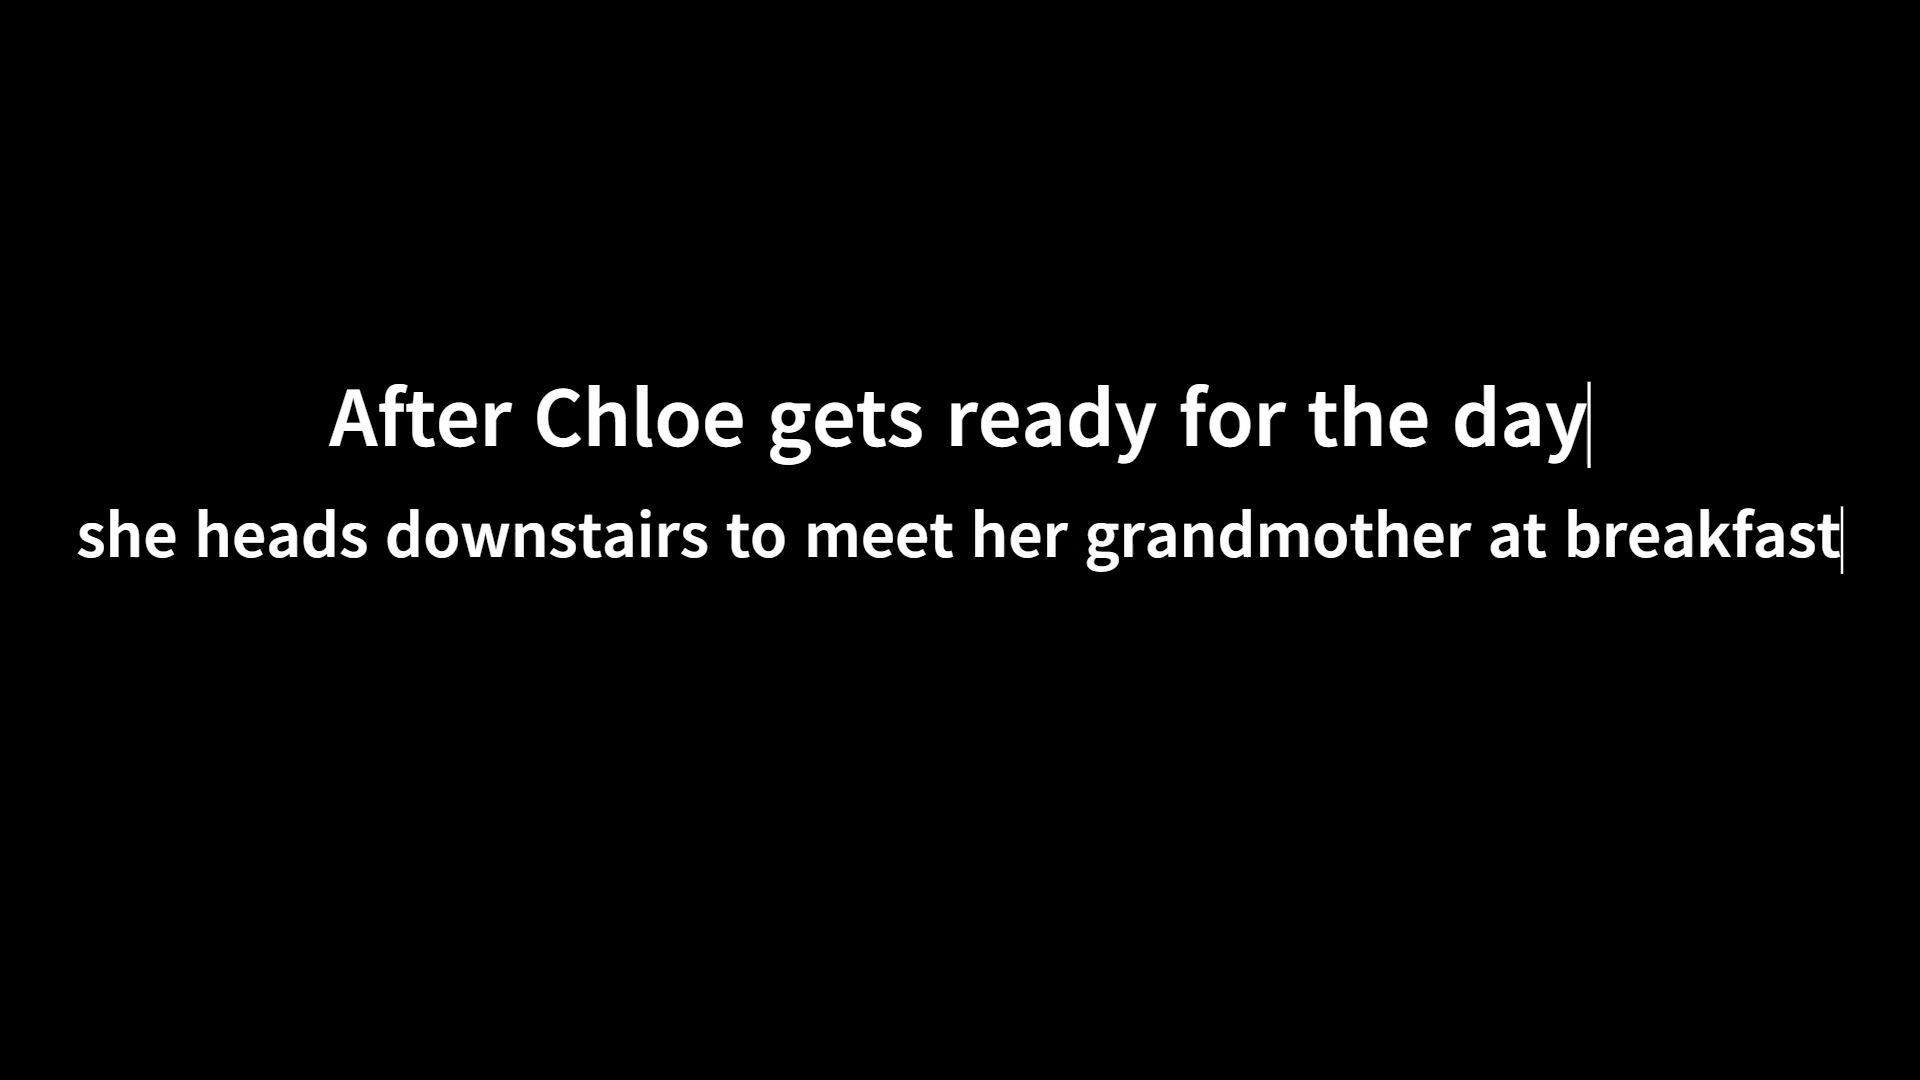 After Chloe gets ready for the day
she heads downstairs to meet her grandmother at breakfast